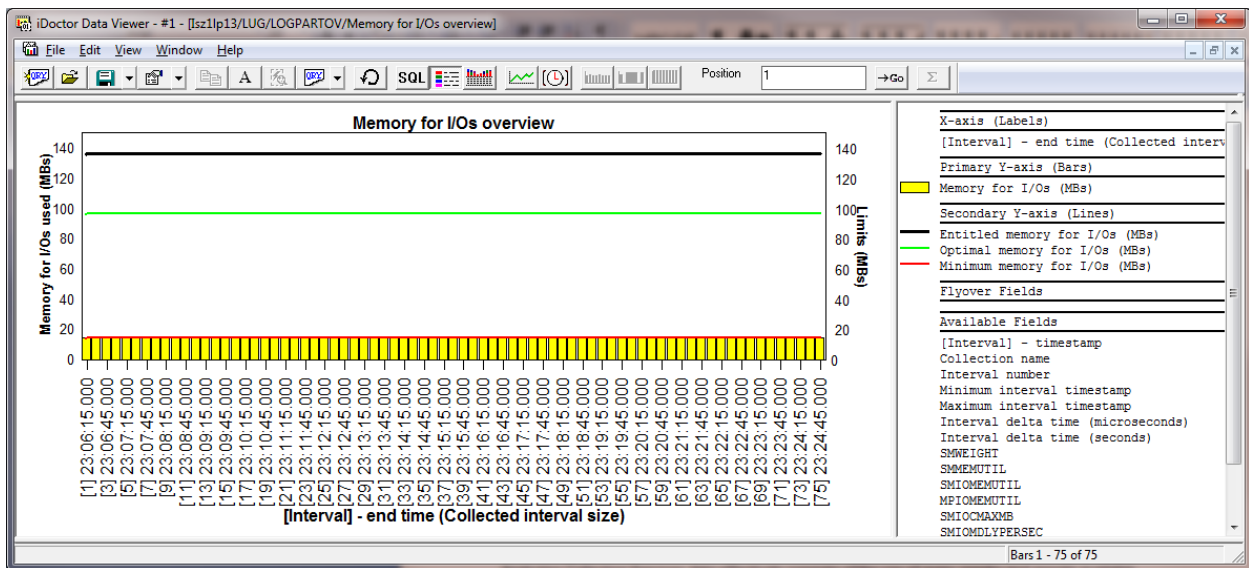 iDoctor Data Viewer - #1 - [Isz1lp13/LUG/LOGPARTOV/Memory for I/Os overview]
File Edit View Window Help
QRY A QRY SQL Position 1 →Go Σ
Memory for I/Os overview
Memory for I/Os used (MBs)
140
120
100
80
60
40
20
0
140
120
100
80
60
40
20
0
Limits (MBs)
[1] 23:06:15.000
[3] 23:06:45.000
[5] 23:07:15.000
[7] 23:07:45.000
[9] 23:08:15.000
[11] 23:08:45.000
[13] 23:09:15.000
[15] 23:09:45.000
[17] 23:10:15.000
[19] 23:10:45.000
[21] 23:11:15.000
[23] 23:11:45.000
[25] 23:12:15.000
[27] 23:12:45.000
[29] 23:13:15.000
[31] 23:13:45.000
[33] 23:14:15.000
[35] 23:14:45.000
[37] 23:15:15.000
[39] 23:15:45.000
[41] 23:16:15.000
[43] 23:16:45.000
[45] 23:17:15.000
[47] 23:17:45.000
[49] 23:18:15.000
[51] 23:18:45.000
[53] 23:19:15.000
[55] 23:19:45.000
[57] 23:20:15.000
[59] 23:20:45.000
[61] 23:21:15.000
[63] 23:21:45.000
[65] 23:22:15.000
[67] 23:22:45.000
[69] 23:23:15.000
[71] 23:23:45.000
[73] 23:24:15.000
[75] 23:24:45.000
[Interval] - end time (Collected interval size)
X-axis (Labels)
[Interval] - end time (Collected interv
Primary Y-axis (Bars)
Memory for I/Os (MBs)
Secondary Y-axis (Lines)
Entitled memory for I/Os (MBs)
Optimal memory for I/Os (MBs)
Minimum memory for I/Os (MBs)
Flyover Fields
Available Fields
[Interval] - timestamp
Collection name
Interval number
Minimum interval timestamp
Maximum interval timestamp
Interval delta time (microseconds)
Interval delta time (seconds)
SMWEIGHT
SMMEMUTIL
SMIOMEMUTIL
MPIOMEMUTIL
SMIOCMAXMB
SMIOMDLYPERSEC
Bars 1 - 75 of 75